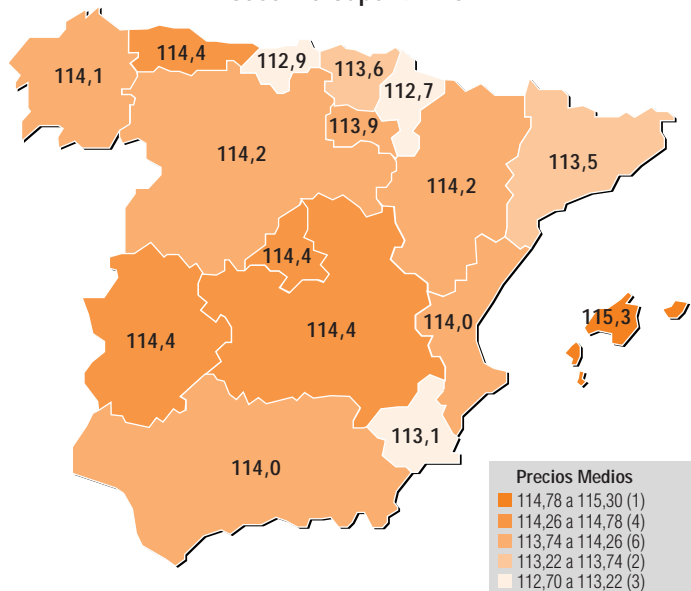 114,1
114,4
112,9
113,6
112,7
113,9
114,2
114,2
113,5
114,4
114,4
114,4
114,0
115,3
113,1
114,0
Precios Medios
114,78 a 115,30 (1)
114,26 a 114,78 (4)
113,74 a 114,26 (6)
113,22 a 113,74 (2)
112,70 a 113,22 (3)